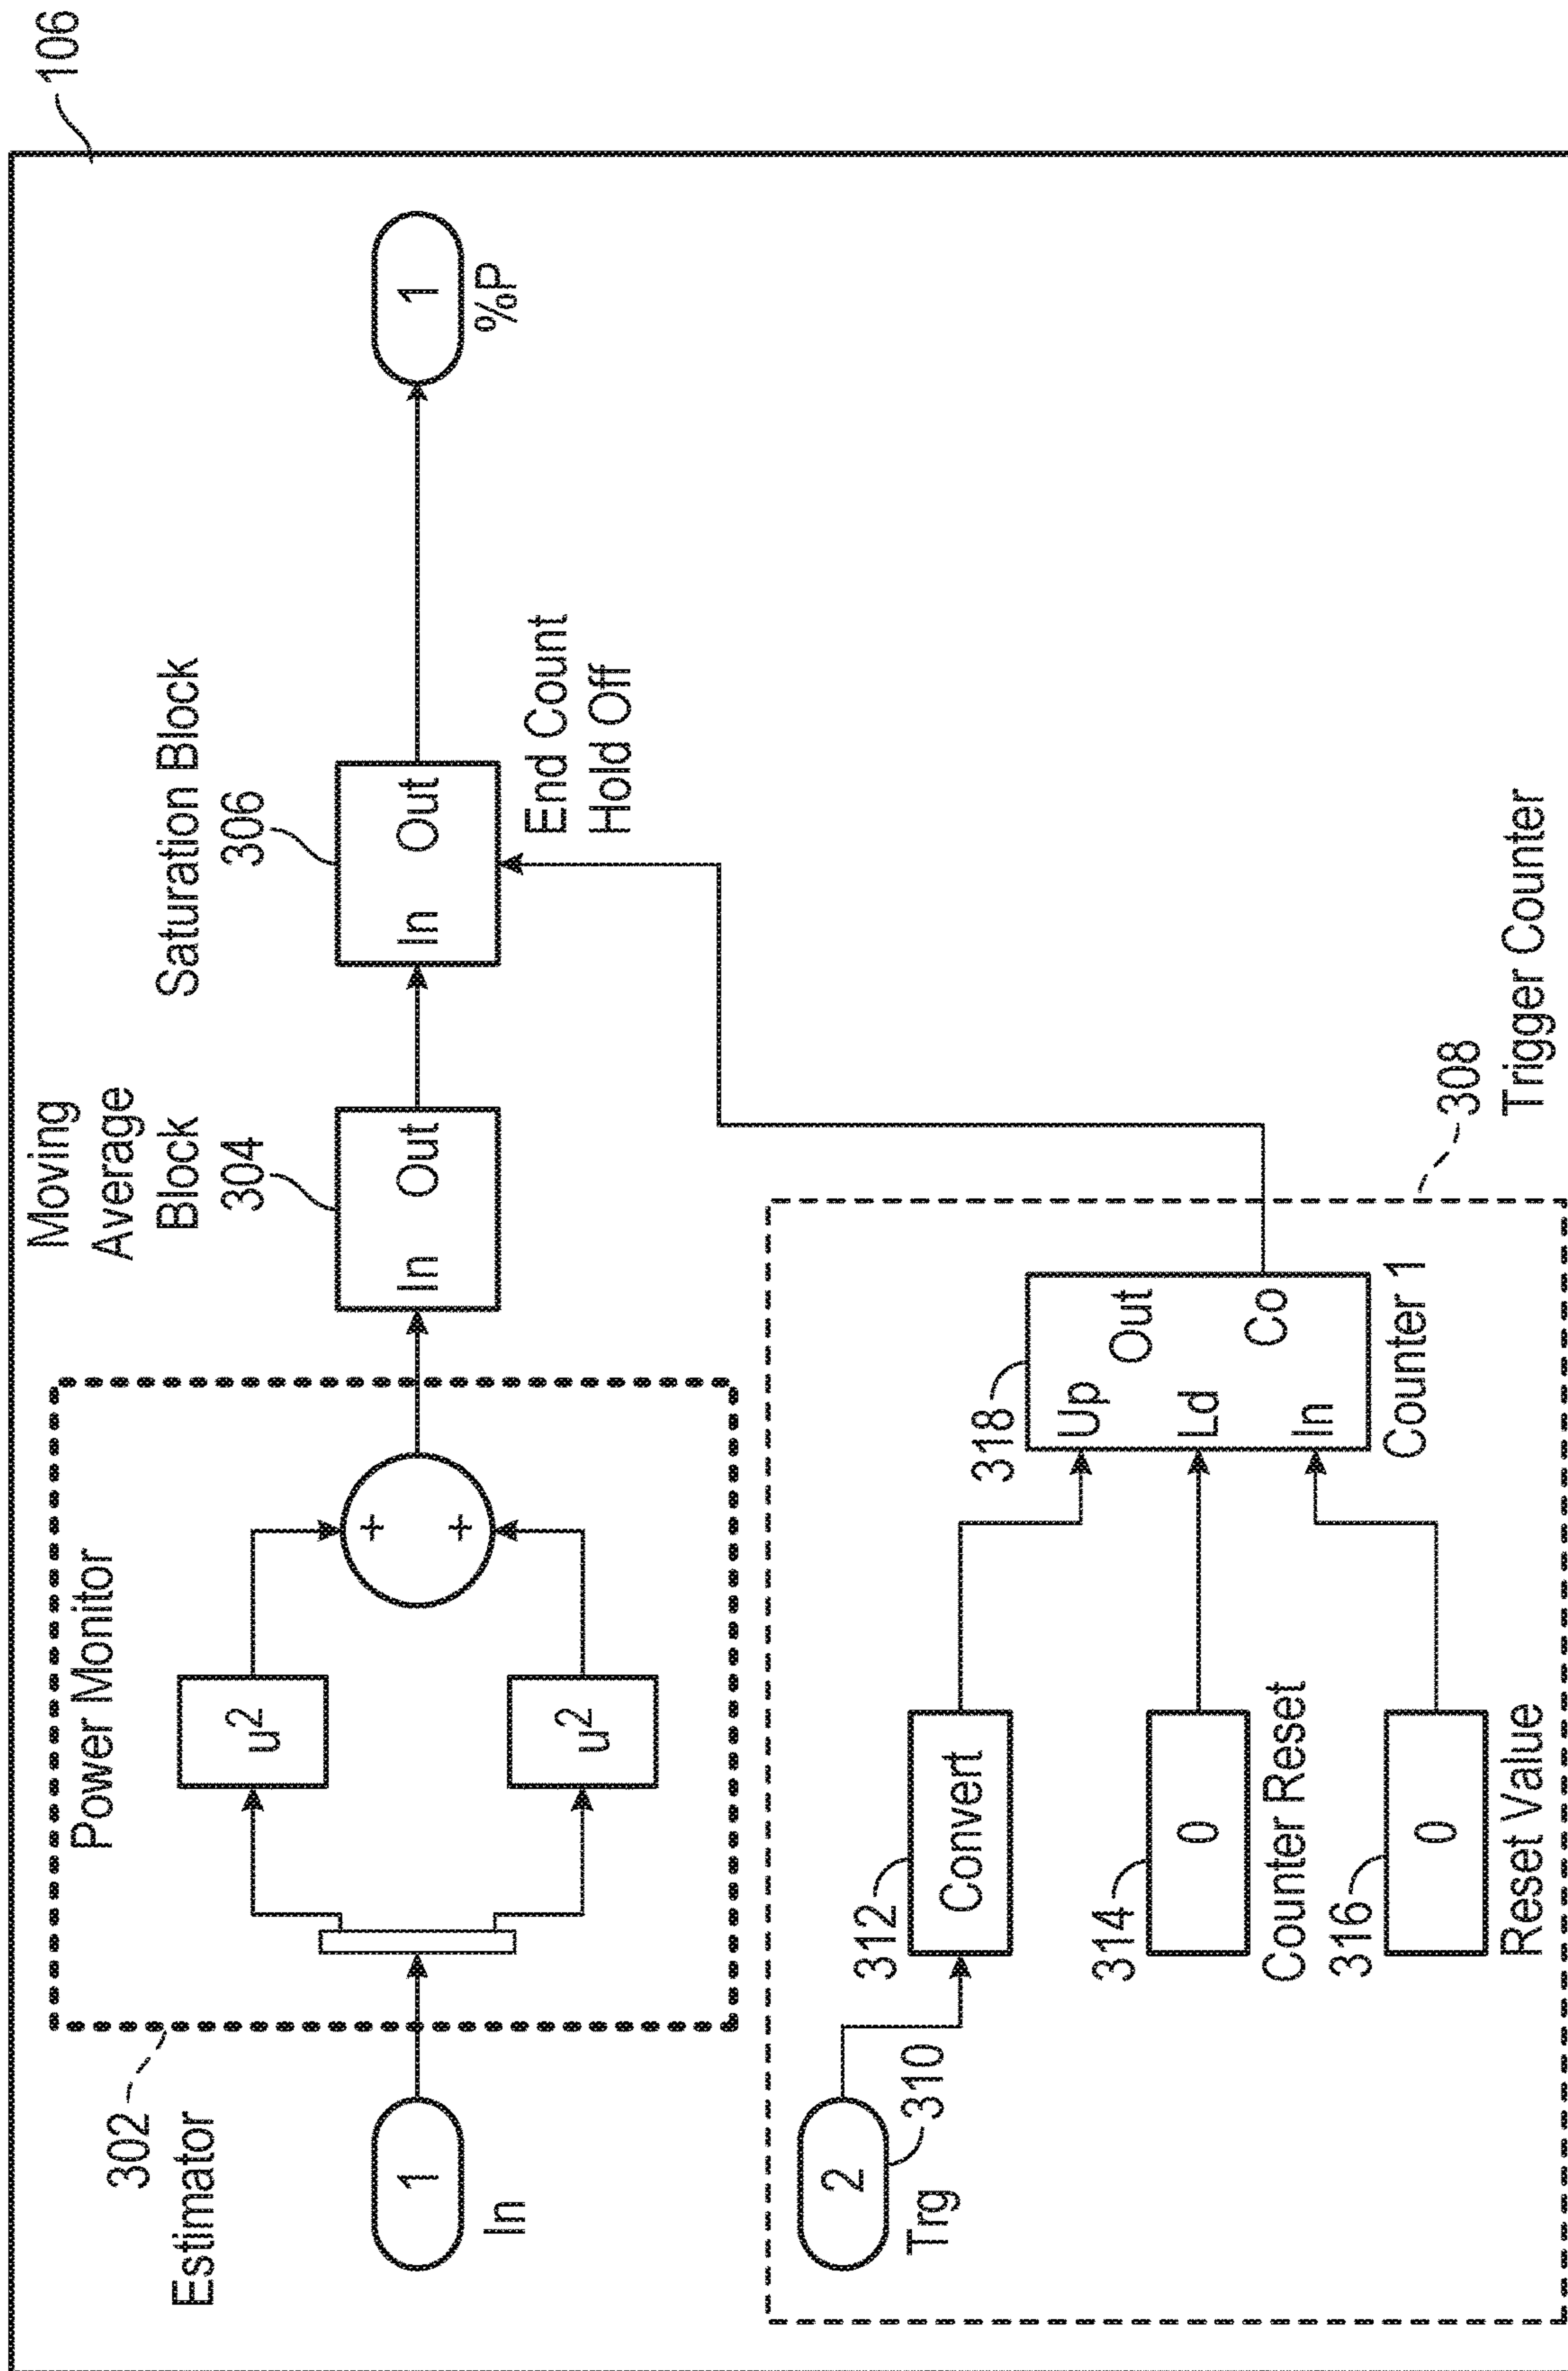 106
Moving
Average
Block
304
In Out
Saturation Block
306
In Out
End Count
Hold Off
1
%P
Power Monitor
302
Estimator
1
In
u²
u²
+
+
308
Trigger Counter
2
310
Trg
312
Convert
314
0
Counter Reset
316
0
Reset Value
318
Up
Out
Ld
Co
In
Counter 1